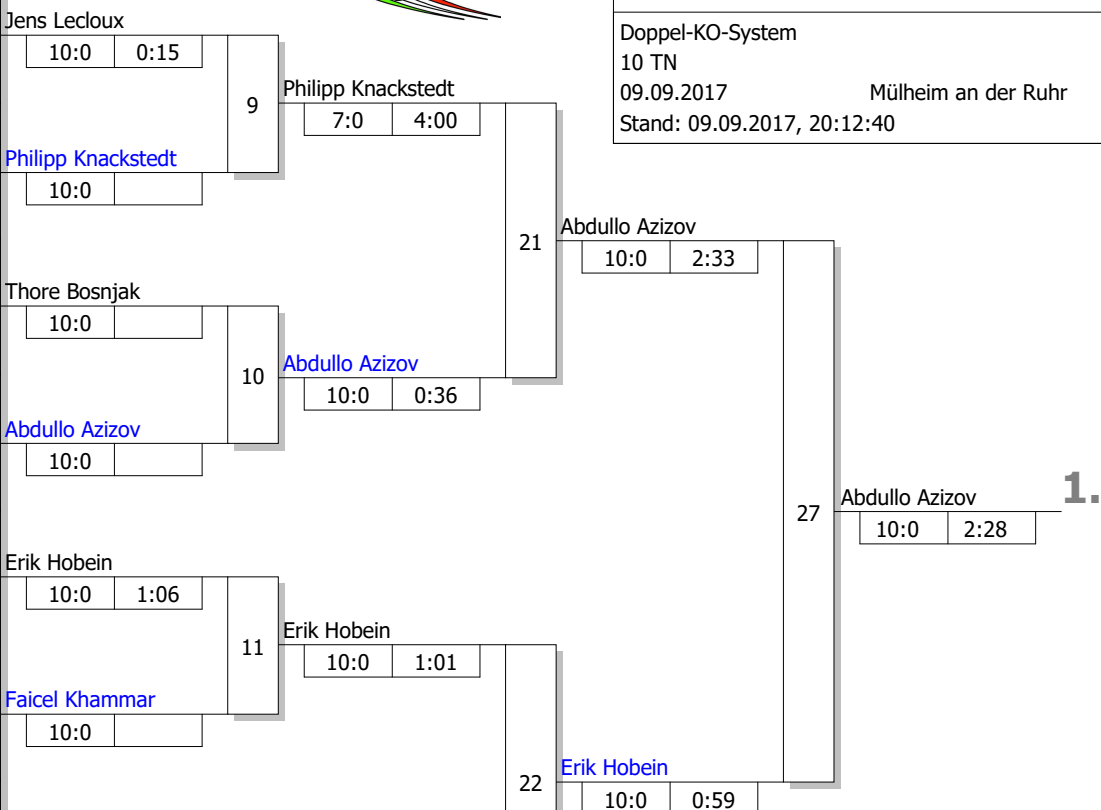 Jens Lecloux
10:0 0:15
9
Philipp Knackstedt
7:0 4:00
Philipp Knackstedt
10:0
Doppel-KO-System
10 TN
09.09.2017 Mülheim an der Ruhr
Stand: 09.09.2017, 20:12:40
21
Abdullo Azizov
10:0 2:33
Thore Bosnjak
10:0
10
Abdullo Azizov
10:0 0:36
Abdullo Azizov
10:0
27
Abdullo Azizov 1.
10:0 2:28
Erik Hobein
10:0 1:06
11
Erik Hobein
10:0 1:01
Faicel Khammar
10:0
22
Erik Hobein
10:0 0:59